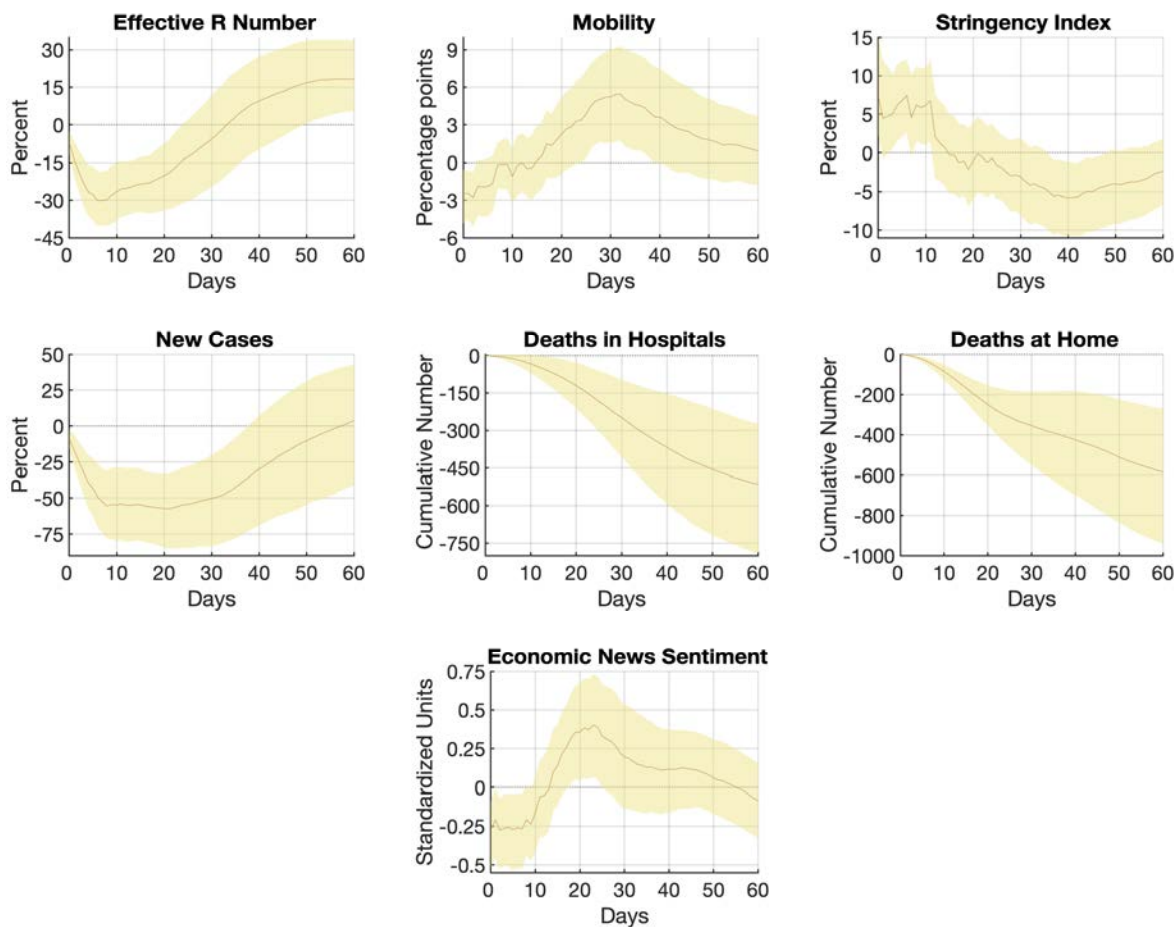 Effective R Number
Percent
30
15
0
-15
-30
-45
0 10 20 30 40 50 60
Days
Mobility
Percentage points
9
6
3
0
-3
-6
0 10 20 30 40 50 60
Days
Stringency Index
Percent
15
10
5
0
-5
-10
0 10 20 30 40 50 60
Days
New Cases
Percent
50
25
0
-25
-50
-75
0 10 20 30 40 50 60
Days
Deaths in Hospitals
Cumulative Number
0
-150
-300
-450
-600
-750
0 10 20 30 40 50 60
Days
Deaths at Home
Cumulative Number
0
-200
-400
-600
-800
-1000
0 10 20 30 40 50 60
Days
Economic News Sentiment
Standardized Units
0.75
0.5
0.25
0
-0.25
-0.5
0 10 20 30 40 50 60
Days